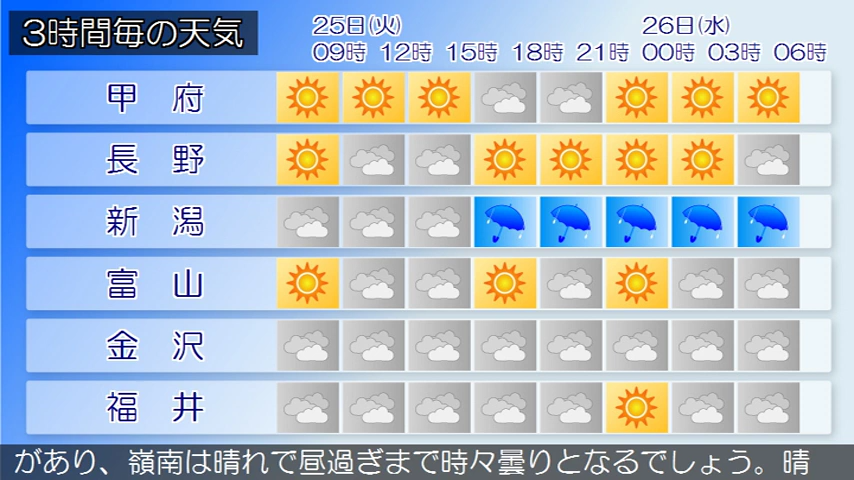 3時間毎の天気
25日(火) 26日(水)
09時 12時 15時 18時 21時 00時 03時 06時
甲府
長野
新潟
富山
金沢
福井
があり、嶺南は晴れで昼過ぎまで時々曇りとなるでしょう。晴